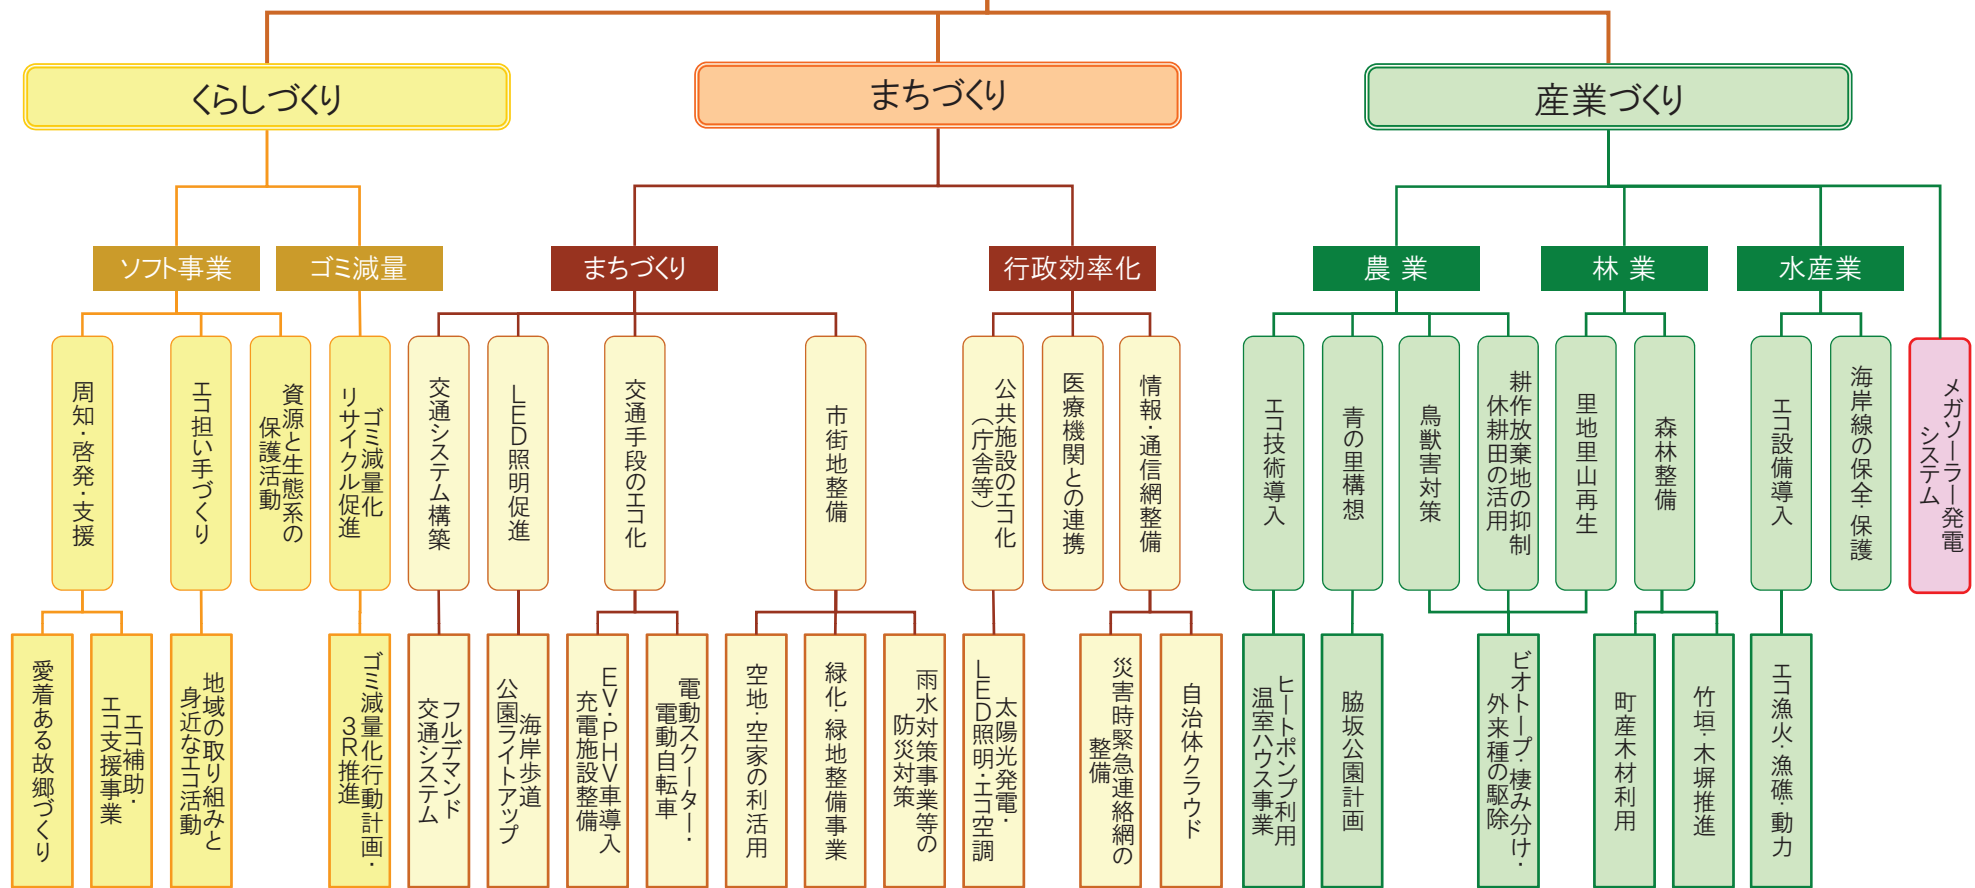 くらしづくり
まちづくり
産業づくり
ソフト事業
ゴミ減量
まちづくり
行政効率化
農 業
林 業
水産業
周知・啓発・支援
エコ担い手づくり
資源と生態系の
保護活動
ゴミ減量化
リサイクル促進
交通システム構築
LED照明促進
交通手段のエコ化
市街地整備
公共施設のエコ化
（庁舎等）
医療機関との連携
情報・通信網整備
エコ技術導入
青の里構想
鳥獣害対策
耕作放棄地の抑制
休耕田の活用
里地里山再生
森林整備
エコ設備導入
海岸線の保全・保護
メガソーラー発電
システム
愛着ある故郷づくり
エコ補助・
エコ支援事業
地域の取り組みと
身近なエコ活動
ゴミ減量化行動計画・
3R推進
フルデマンド
交通システム
海岸歩道
公園ライトアップ
EV・PHV車導入
充電施設整備
電動スクーター・
電動自転車
空地・空家の利活用
緑化・緑地整備事業
雨水対策事業等の
防災対策
太陽光発電・
LED照明・エコ空調
災害時緊急連絡網の
整備
自治体クラウド
ヒートポンプ利用
温室ハウス事業
脇坂公園計画
ビオトープ・棲み分け・
外来種の駆除
町産木材利用
竹垣・木塀推進
エコ漁火・漁礁・動力